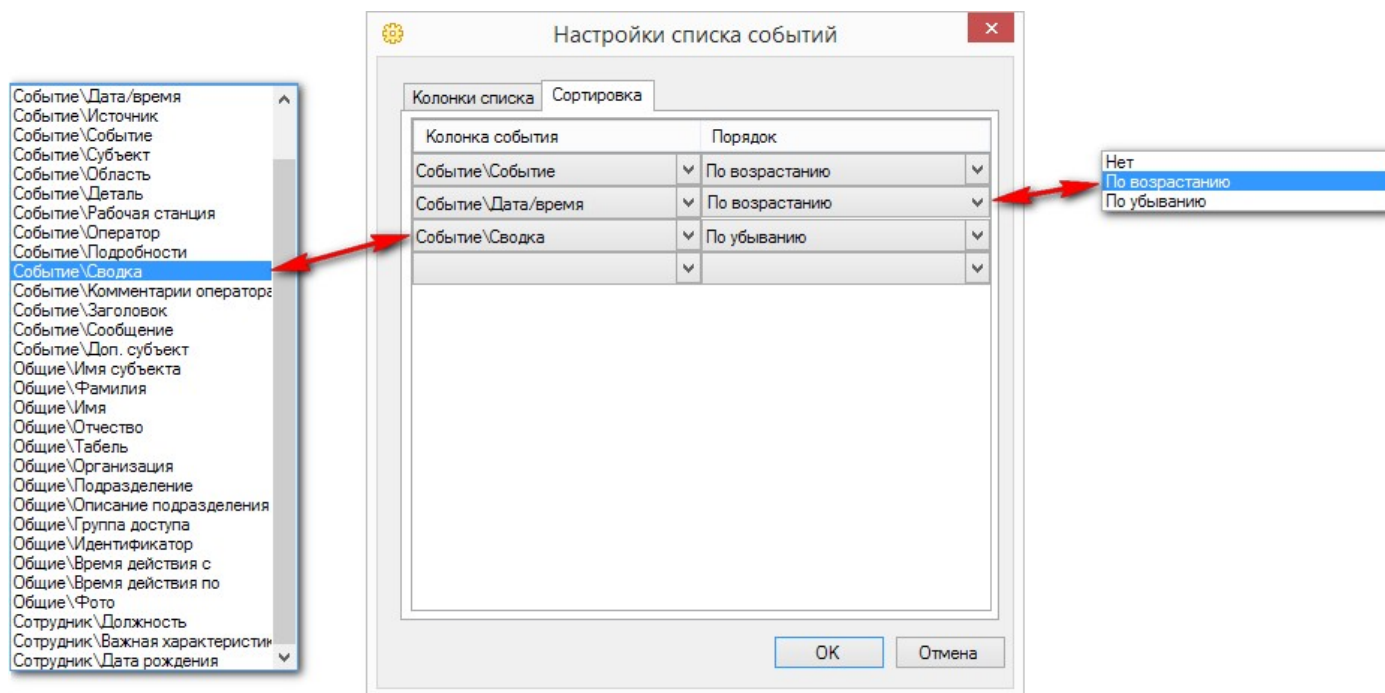 Настройки списка событий
Событие\Дата/время
Событие\Источник
Событие\Событие
Событие\Субъект
Событие\Область
Событие\Деталь
Событие\Рабочая станция
Событие\Оператор
Событие\Подробности
Событие\Сводка
Событие\Комментарии оператора
Событие\Заголовок
Событие\Сообщение
Событие\Доп. субъект
Общие\Имя субъекта
Общие\Фамилия
Общие\Имя
Общие\Отчество
Общие\Табель
Общие\Организация
Общие\Подразделение
Общие\Описание подразделения
Общие\Группа доступа
Общие\Идентификатор
Общие\Время действия с
Общие\Время действия по
Общие\Фото
Сотрудник\Должность
Сотрудник\Важная характеристик
Сотрудник\Дата рождения
Колонки списка Сортировка
Колонка события Порядок
Событие\Событие По возрастанию
Событие\Дата/время По возрастанию
Событие\Сводка По убыванию
OK Отмена
Нет
По возрастанию
По убыванию